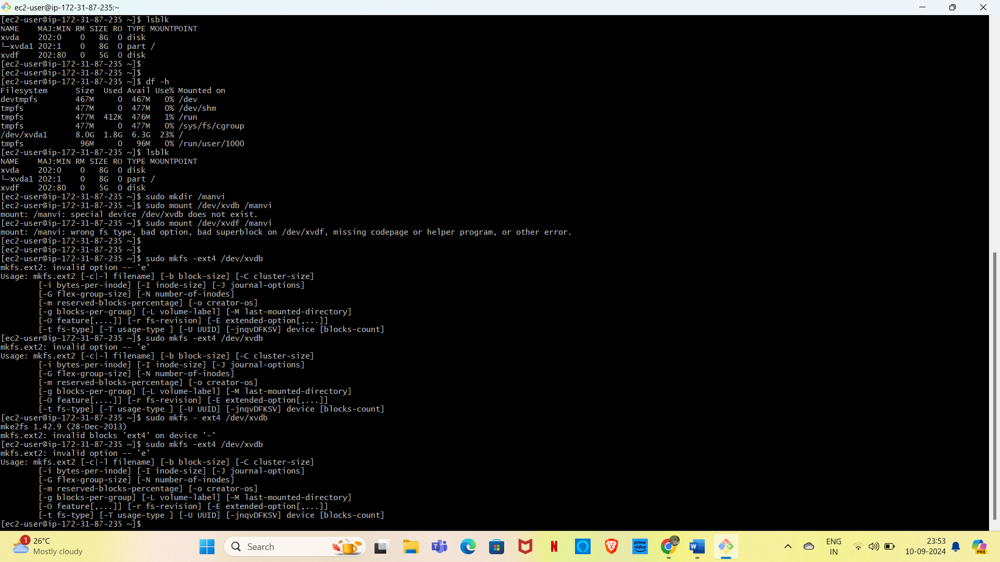 ec2-user@ip-172-31-87-235:~
[ec2-user@ip-172-31-87-235 ~]$ lsblk
NAME    MAJ:MIN RM SIZE RO TYPE MOUNTPOINT
xvda    202:0    0   8G  0 disk
└─xvda1 202:1    0   8G  0 part /
xvdf    202:80   0   5G  0 disk
[ec2-user@ip-172-31-87-235 ~]$
[ec2-user@ip-172-31-87-235 ~]$
[ec2-user@ip-172-31-87-235 ~]$ df -h
Filesystem      Size  Used Avail Use% Mounted on
devtmpfs        467M     0  467M   0% /dev
tmpfs           477M     0  477M   0% /dev/shm
tmpfs           477M  412K  476M   1% /run
tmpfs           477M     0  477M   0% /sys/fs/cgroup
/dev/xvda1      8.0G  1.8G  6.3G  23% /
tmpfs            96M     0   96M   0% /run/user/1000
[ec2-user@ip-172-31-87-235 ~]$ lsblk
NAME    MAJ:MIN RM SIZE RO TYPE MOUNTPOINT
xvda    202:0    0   8G  0 disk
└─xvda1 202:1    0   8G  0 part /
xvdf    202:80   0   5G  0 disk
[ec2-user@ip-172-31-87-235 ~]$ sudo mkdir /manvi
[ec2-user@ip-172-31-87-235 ~]$ sudo mount /dev/xvdb /manvi
mount: /manvi: special device /dev/xvdb does not exist.
[ec2-user@ip-172-31-87-235 ~]$ sudo mount /dev/xvdf /manvi
mount: /manvi: wrong fs type, bad option, bad superblock on /dev/xvdf, missing codepage or helper program, or other error.
[ec2-user@ip-172-31-87-235 ~]$
[ec2-user@ip-172-31-87-235 ~]$
[ec2-user@ip-172-31-87-235 ~]$ sudo mkfs -ext4 /dev/xvdb
mkfs.ext2: invalid option -- 'e'
Usage: mkfs.ext2 [-c|-l filename] [-b block-size] [-C cluster-size]
        [-i bytes-per-inode] [-I inode-size] [-J journal-options]
        [-G flex-group-size] [-N number-of-inodes]
        [-m reserved-blocks-percentage] [-o creator-os]
        [-g blocks-per-group] [-L volume-label] [-M last-mounted-directory]
        [-O feature[,...]] [-r fs-revision] [-E extended-option[,...]]
        [-t fs-type] [-T usage-type ] [-U UUID] [-jnqvDFKSV] device [blocks-count]
[ec2-user@ip-172-31-87-235 ~]$ sudo mkfs -ext4 /dev/xvdb
mkfs.ext2: invalid option -- 'e'
Usage: mkfs.ext2 [-c|-l filename] [-b block-size] [-C cluster-size]
        [-i bytes-per-inode] [-I inode-size] [-J journal-options]
        [-G flex-group-size] [-N number-of-inodes]
        [-m reserved-blocks-percentage] [-o creator-os]
        [-g blocks-per-group] [-L volume-label] [-M last-mounted-directory]
        [-O feature[,...]] [-r fs-revision] [-E extended-option[,...]]
        [-t fs-type] [-T usage-type ] [-U UUID] [-jnqvDFKSV] device [blocks-count]
[ec2-user@ip-172-31-87-235 ~]$ sudo mkfs - ext4 /dev/xvdb
mke2fs 1.42.9 (28-Dec-2013)
mkfs.ext2: invalid blocks 'ext4' on device '-'
[ec2-user@ip-172-31-87-235 ~]$ sudo mkfs -ext4 /dev/xvdb
mkfs.ext2: invalid option -- 'e'
Usage: mkfs.ext2 [-c|-l filename] [-b block-size] [-C cluster-size]
        [-i bytes-per-inode] [-I inode-size] [-J journal-options]
        [-G flex-group-size] [-N number-of-inodes]
        [-m reserved-blocks-percentage] [-o creator-os]
        [-g blocks-per-group] [-L volume-label] [-M last-mounted-directory]
        [-O feature[,...]] [-r fs-revision] [-E extended-option[,...]]
        [-t fs-type] [-T usage-type ] [-U UUID] [-jnqvDFKSV] device [blocks-count]
[ec2-user@ip-172-31-87-235 ~]$
1
26°C
Mostly cloudy
Search
T
N
prime video
W
ENG
IN
23:53
10-09-2024
PRE